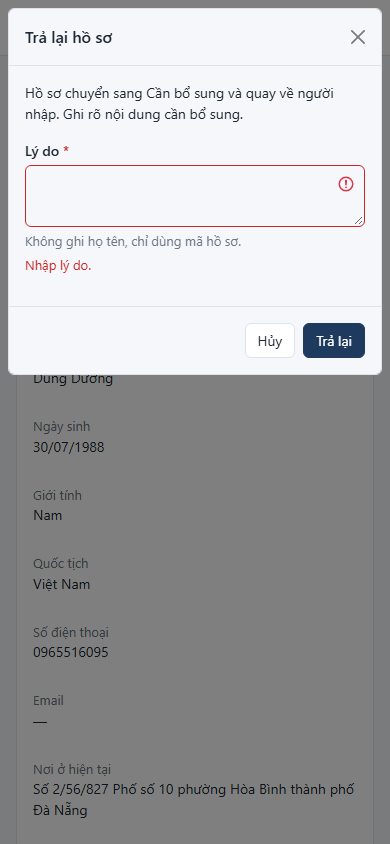 Trả lại hồ sơ
Hồ sơ chuyển sang Cần bổ sung và quay về người
nhập. Ghi rõ nội dung cần bổ sung.
Lý do *
Không ghi họ tên, chỉ dùng mã hồ sơ.
Nhập lý do.
Hủy
Trả lại
Dung Dương
Ngày sinh
30/07/1988
Giới tính
Nam
Quốc tịch
Việt Nam
Số điện thoại
0965516095
Email
—
Nơi ở hiện tại
Số 2/56/827 Phố số 10 phường Hòa Bình thành phố
Đà Nẵng